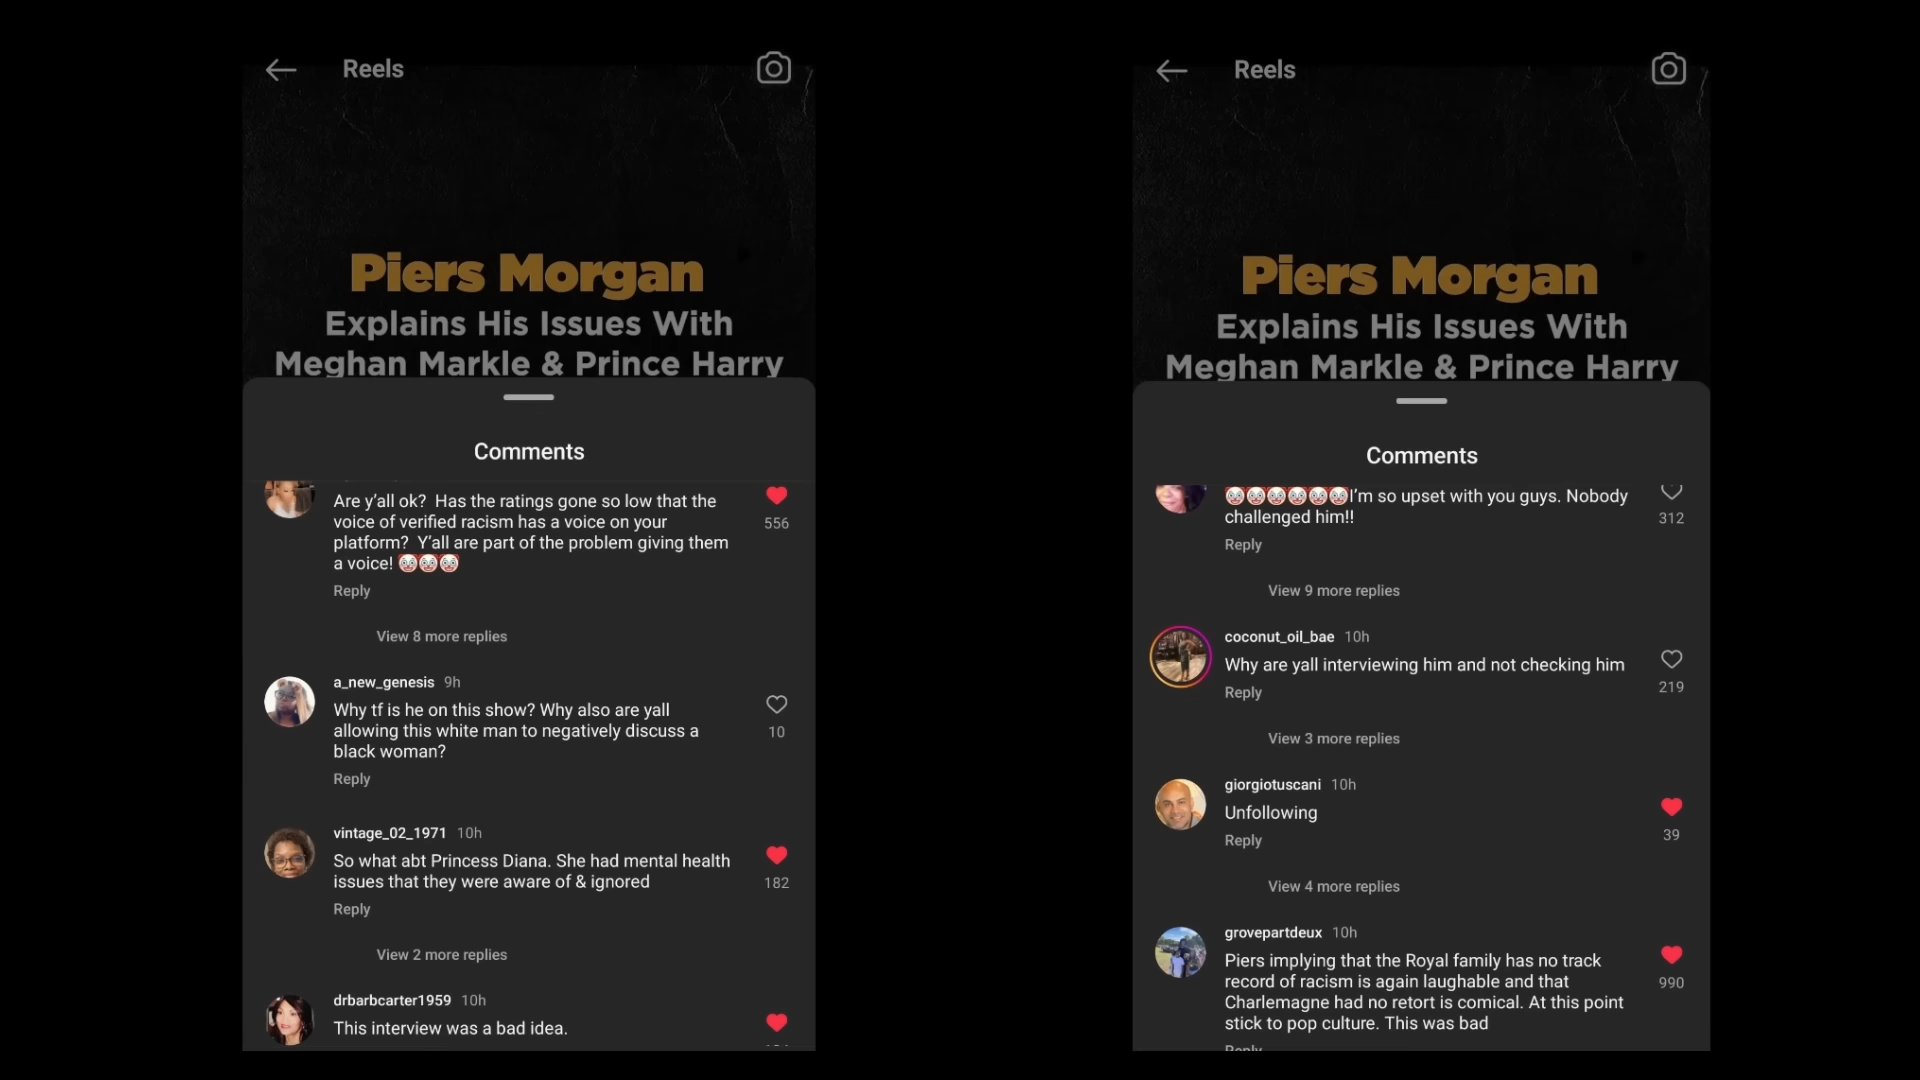 Reels
Piers Morgan
Explains His Issues With
Meghan Markle & Prince Harry
Comments
Are y'all ok?  Has the ratings gone so low that the
voice of verified racism has a voice on your
platform?  Y'all are part of the problem giving them
a voice! 🤡🤡🤡
556
Reply
View 8 more replies
a_new_genesis 9h
Why tf is he on this show? Why also are yall
allowing this white man to negatively discuss a
black woman?
10
Reply
vintage_02_1971 10h
So what abt Princess Diana. She had mental health
issues that they were aware of & ignored
182
Reply
View 2 more replies
drbarbcarter1959 10h
This interview was a bad idea.
Reels
Piers Morgan
Explains His Issues With
Meghan Markle & Prince Harry
Comments
🤡🤡🤡🤡🤡🤡I'm so upset with you guys. Nobody
challenged him!!
312
Reply
View 9 more replies
coconut_oil_bae 10h
Why are yall interviewing him and not checking him
219
Reply
View 3 more replies
giorgiotuscani 10h
Unfollowing
39
Reply
View 4 more replies
grovepartdeux 10h
Piers implying that the Royal family has no track
record of racism is again laughable and that
Charlemagne had no retort is comical. At this point
stick to pop culture. This was bad
990
Reply